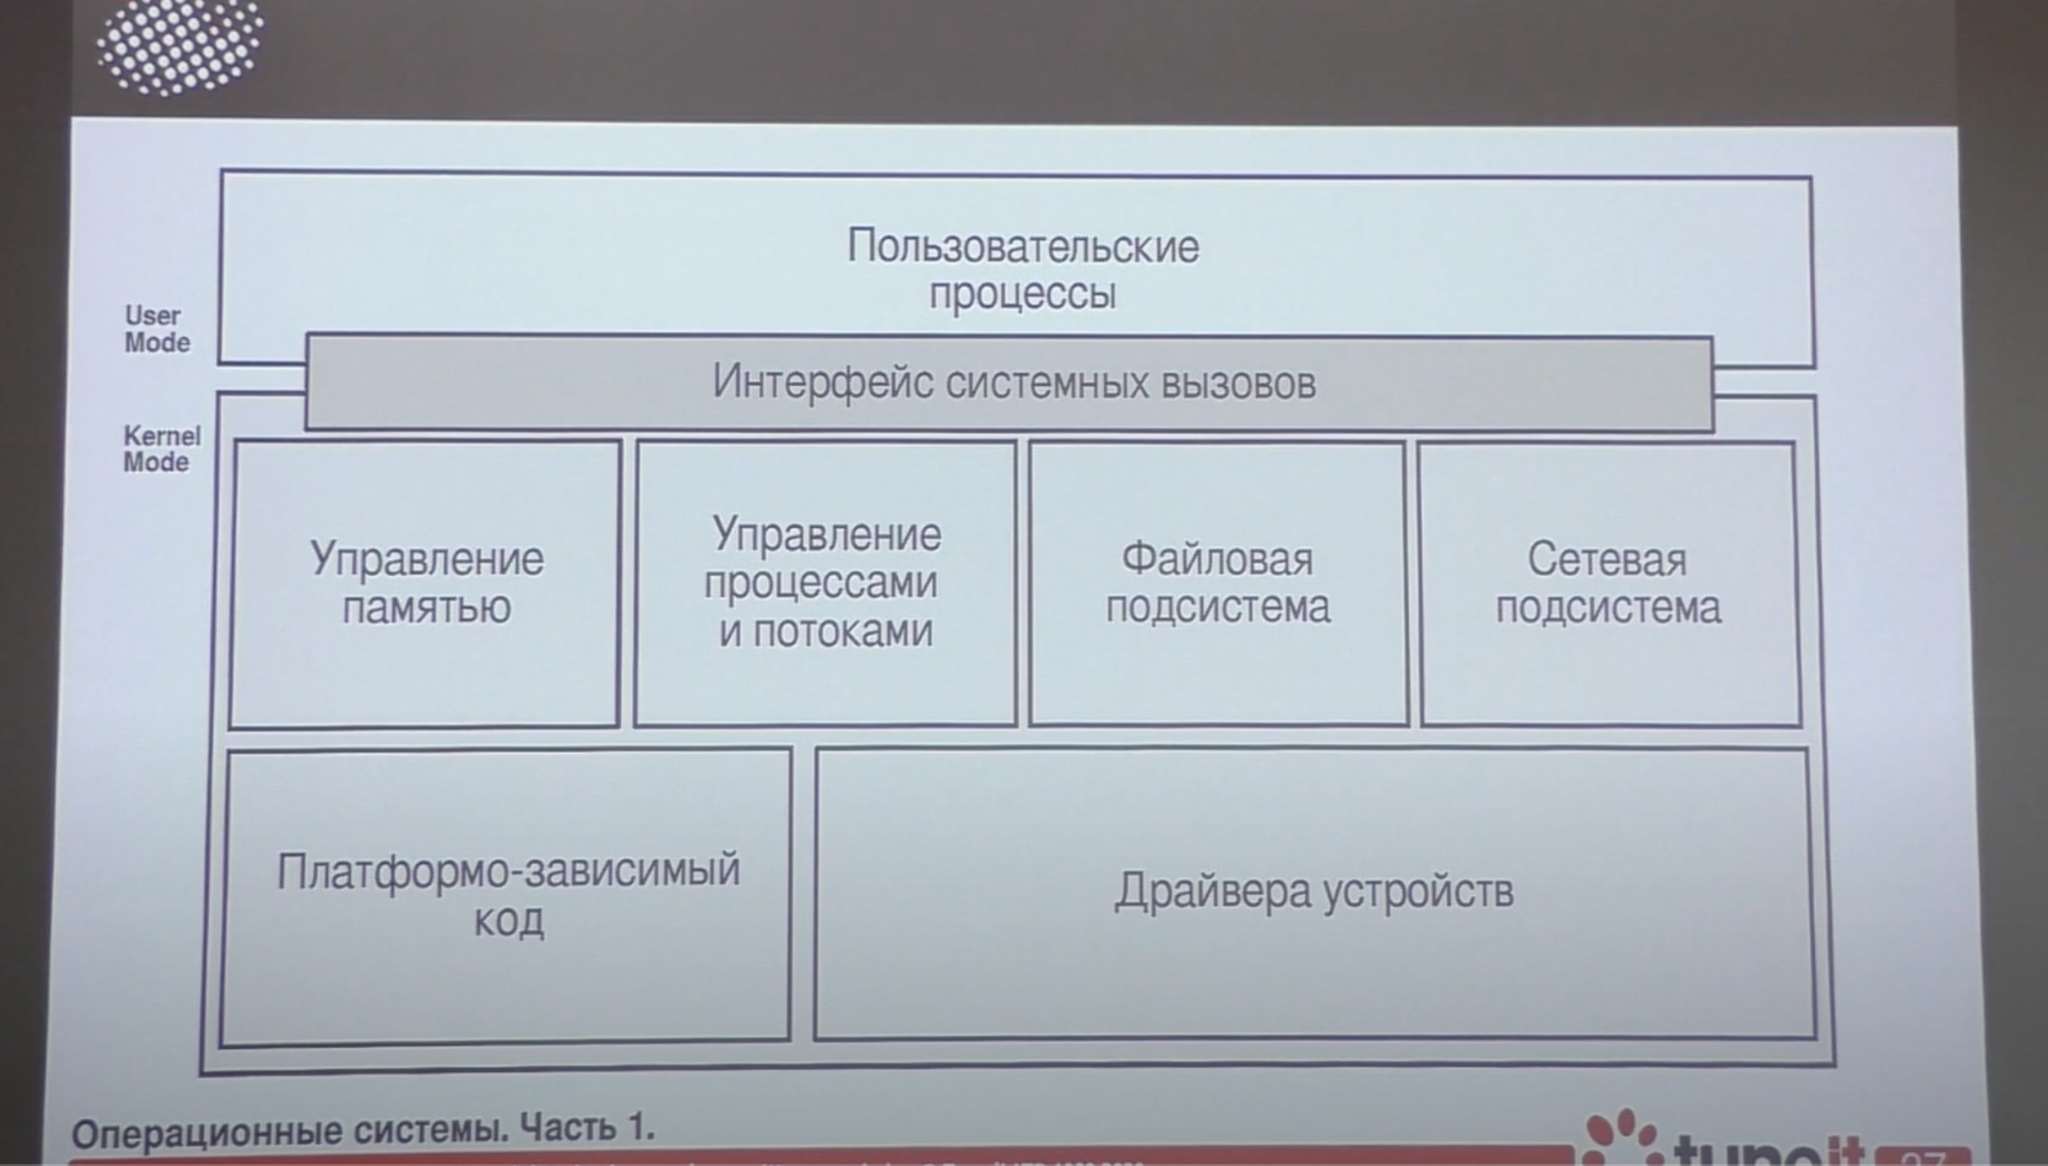 Пользовательские
процессы
User
Mode
Интерфейс системных вызовов
Kernel
Mode
Управление
памятью
Управление
процессами
и потоками
Файловая
подсистема
Сетевая
подсистема
Платформо-зависимый
код
Драйвера устройств
Операционные системы. Часть 1.
tuneit